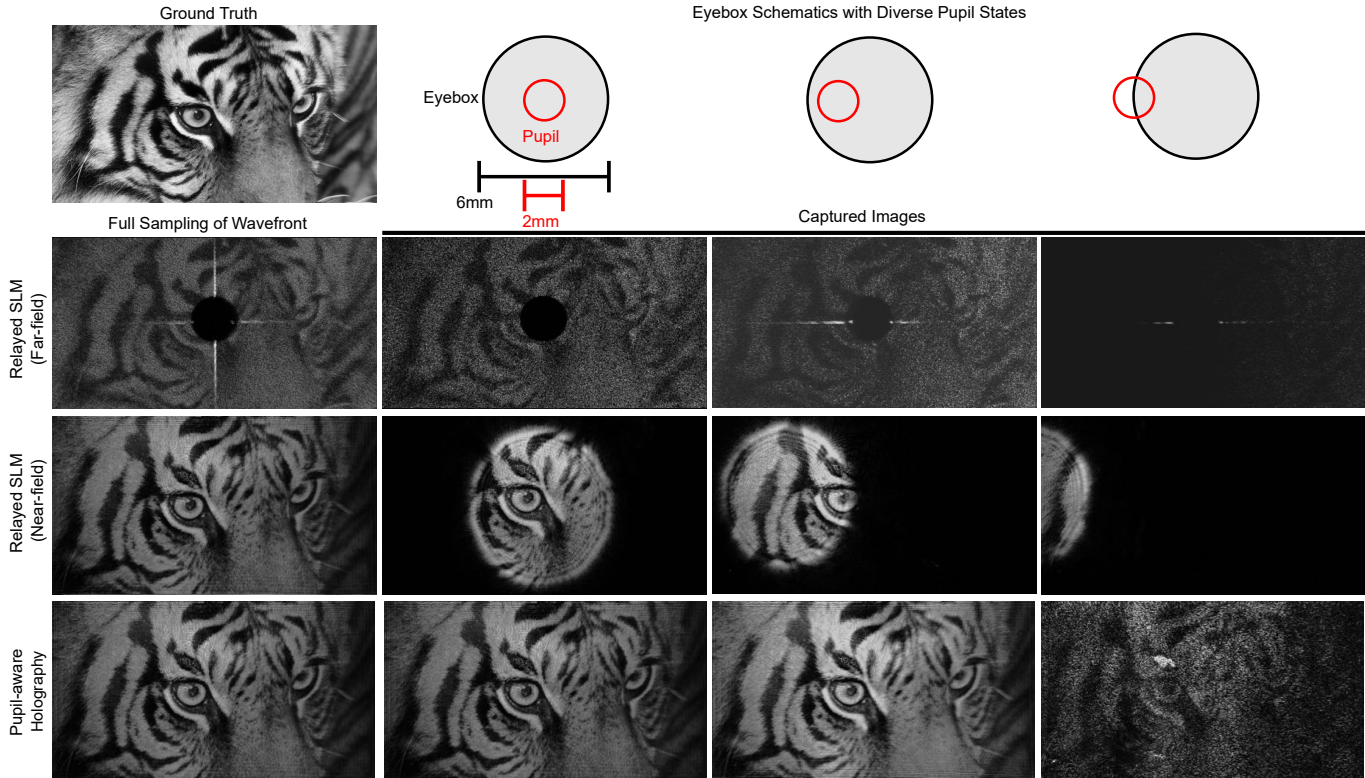 Ground Truth
Eyebox Schematics with Diverse Pupil States
Eyebox
Pupil
6mm
2mm
Full Sampling of Wavefront
Captured Images
Relayed SLM
(Far-field)
Relayed SLM
(Near-field)
Pupil-aware
Holography